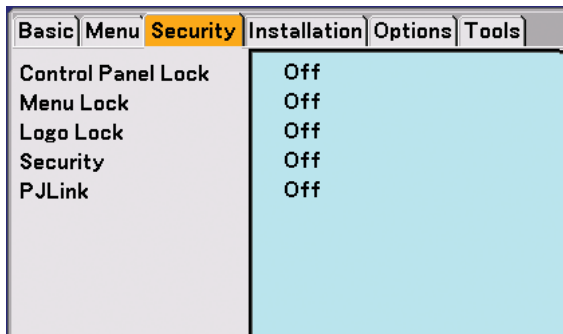 Basic Menu Security Installation Options Tools
Control Panel Lock Off
Menu Lock Off
Logo Lock Off
Security Off
PJLink Off